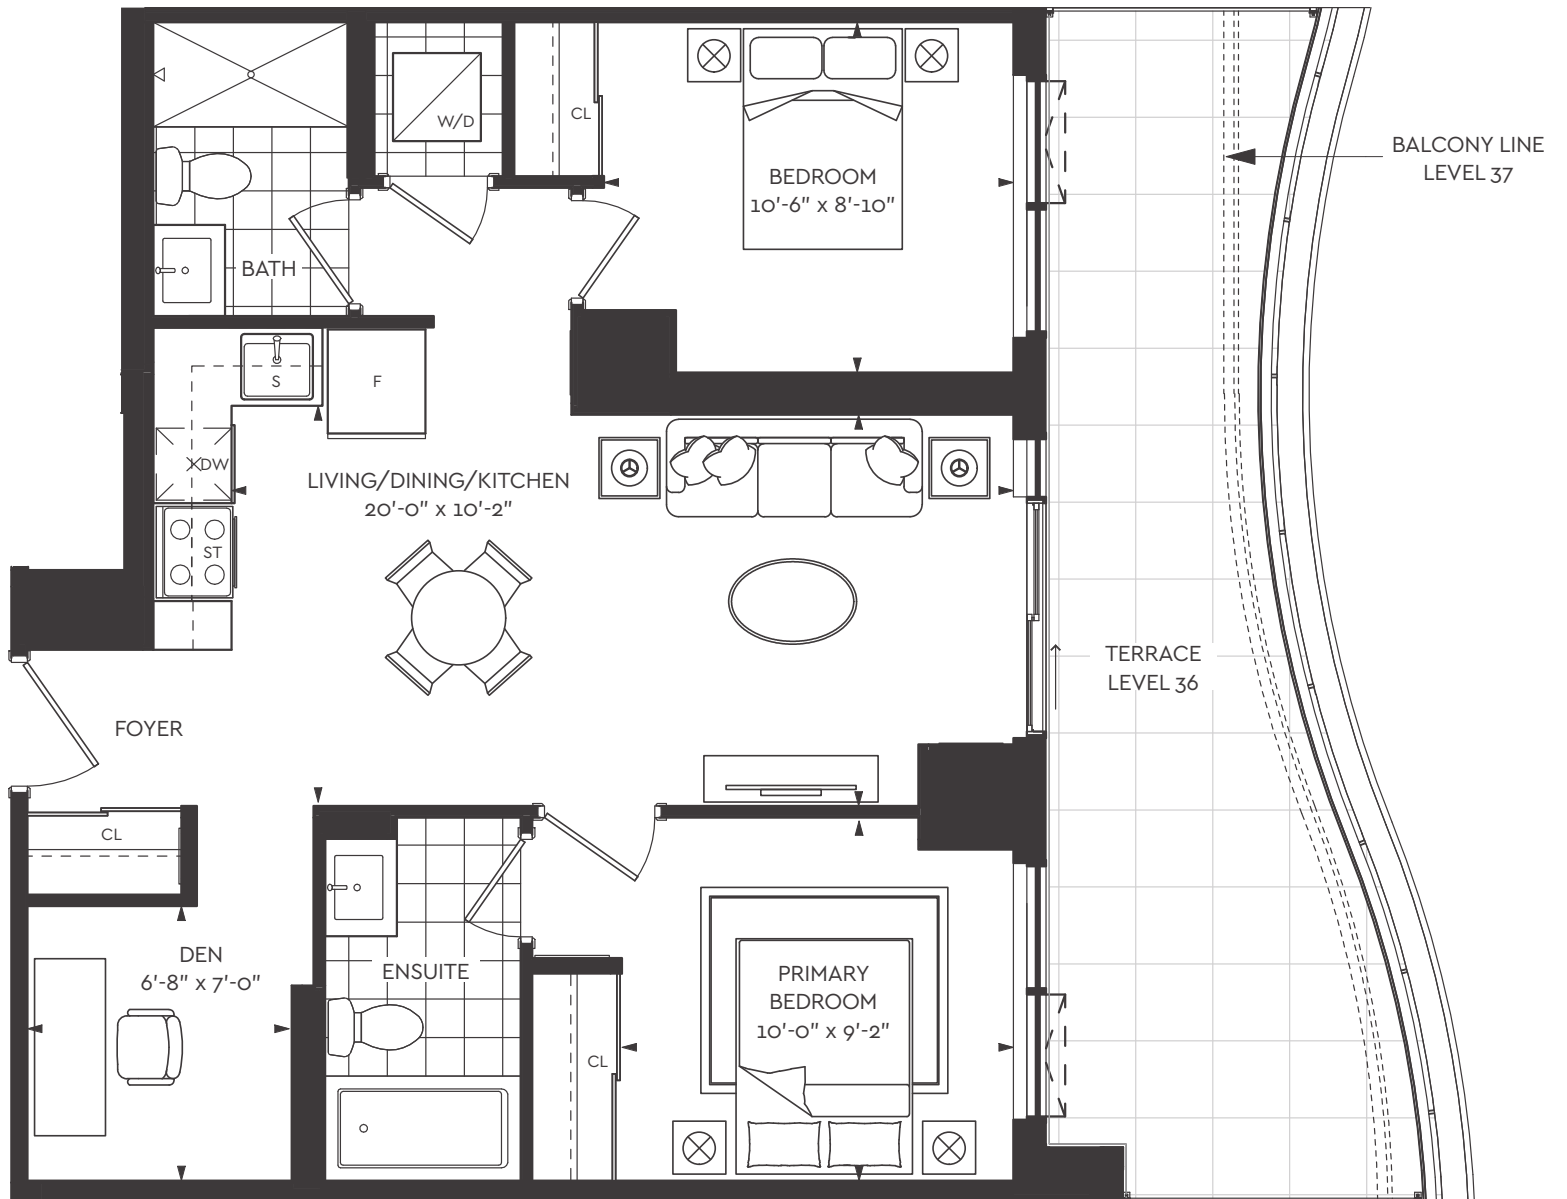 W/D
CL
BEDROOM
10'-6" x 8'-10"
BALCONY LINE
LEVEL 37
BATH
S
F
DW
LIVING/DINING/KITCHEN
20'-0" x 10'-2"
ST
TERRACE
LEVEL 36
FOYER
CL
DEN
6'-8" x 7'-0"
ENSUITE
PRIMARY
BEDROOM
10'-0" x 9'-2"
CL